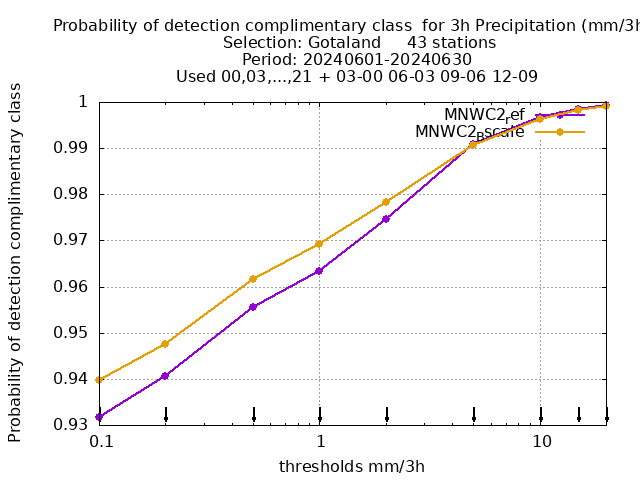 Probability of detection complimentary class  for 3h Precipitation (mm/3h
Selection: Gotaland     43 stations
Period: 20240601-20240630
Used 00,03,...,21 + 03-00 06-03 09-06 12-09
Probability of detection complimentary class
1
0.99
0.98
0.97
0.96
0.95
0.94
0.93
MNWC2ref
MNWC2Bscale
0.1
1
10
thresholds mm/3h